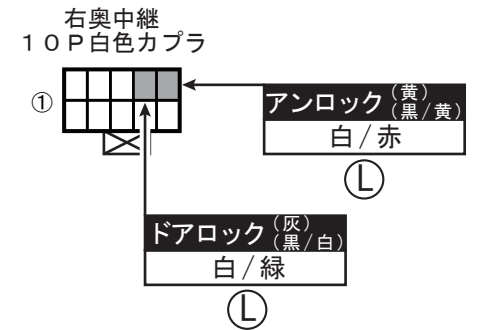 右奥中継
１０Ｐ白色カプラ
①
アンロック（黄）
（黒/黄）
白/赤
Ⓛ
ドアロック（灰）
（黒/白）
白/緑
Ⓛ